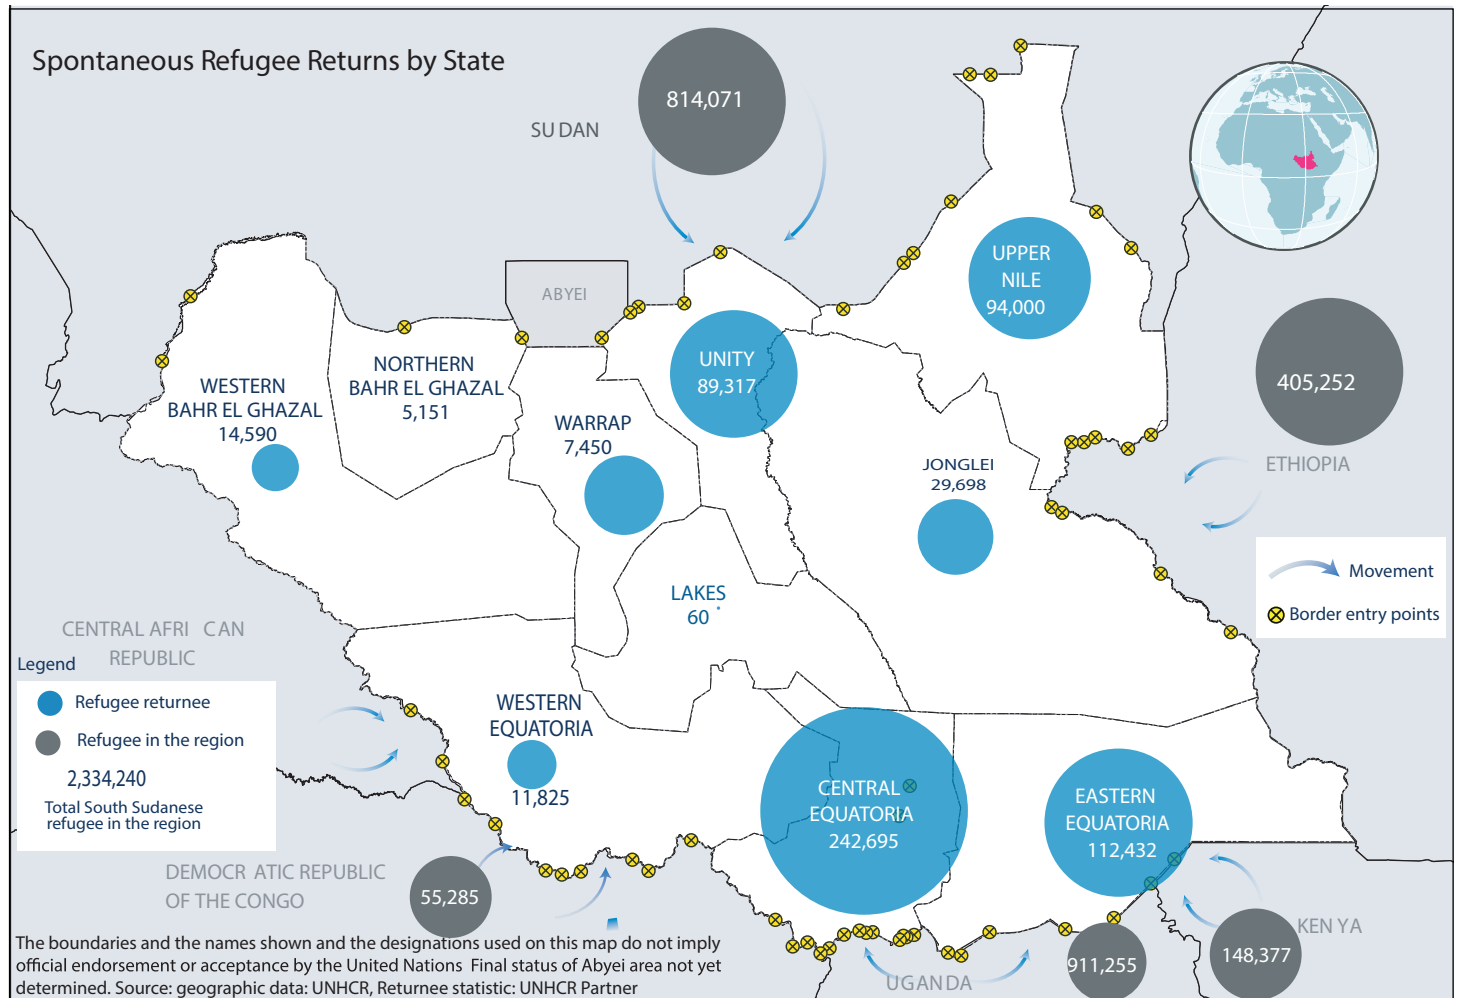 Spontaneous Refugee Returns by State
814,071
SU DAN
UPPER
NILE
94,000
ABYEI
UNITY
89,317
405,252
ETHIOPIA
NORTHERN
BAHR EL GHAZAL
5,151
WESTERN
BAHR EL GHAZAL
14,590
WARRAP
7,450
JONGLEI
29,698
LAKES
60
Movement
Border entry points
CENTRAL AFRI CAN
REPUBLIC
Legend
Refugee returnee
Refugee in the region
2,334,240
Total South Sudanese
refugee in the region
WESTERN
EQUATORIA
11,825
CENTRAL
EQUATORIA
242,695
EASTERN
EQUATORIA
112,432
DEMOCR ATIC REPUBLIC
OF THE CONGO
55,285
KEN YA
148,377
911,255
UGANDA
The boundaries and the names shown and the designations used on this map do not imply
official endorsement or acceptance by the United Nations Final status of Abyei area not yet
determined. Source: geographic data: UNHCR, Returnee statistic: UNHCR Partner